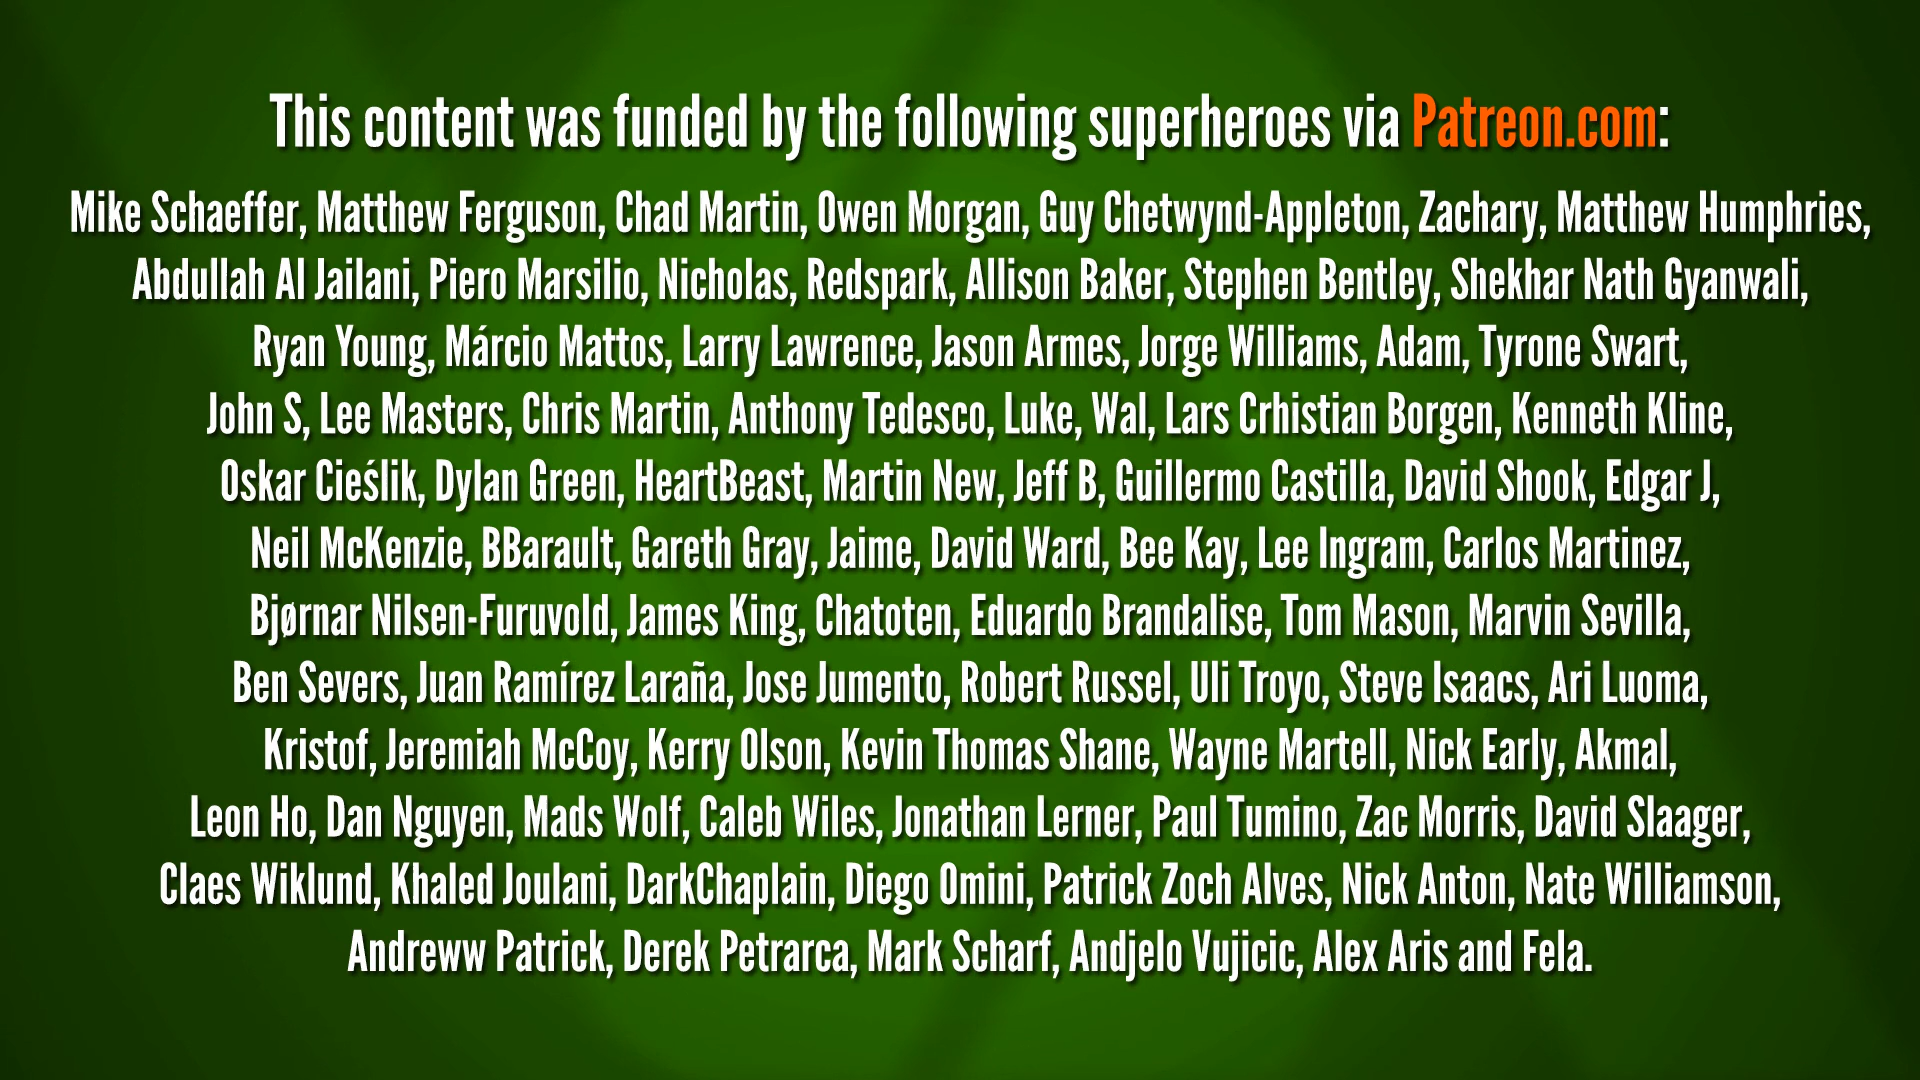 This content was funded by the following superheroes via Patreon.com:
Mike Schaeffer, Matthew Ferguson, Chad Martin, Owen Morgan, Guy Chetwynd-Appleton, Zachary, Matthew Humphries,
Abdullah Al Jailani, Piero Marsilio, Nicholas, Redspark, Allison Baker, Stephen Bentley, Shekhar Nath Gyanwali,
Ryan Young, Márcio Mattos, Larry Lawrence, Jason Armes, Jorge Williams, Adam, Tyrone Swart,
John S, Lee Masters, Chris Martin, Anthony Tedesco, Luke, Wal, Lars Crhistian Borgen, Kenneth Kline,
Oskar Cieślik, Dylan Green, HeartBeast, Martin New, Jeff B, Guillermo Castilla, David Shook, Edgar J,
Neil McKenzie, BBarault, Gareth Gray, Jaime, David Ward, Bee Kay, Lee Ingram, Carlos Martinez,
Bjørnar Nilsen-Furuvold, James King, Chatoten, Eduardo Brandalise, Tom Mason, Marvin Sevilla,
Ben Severs, Juan Ramírez Laraña, Jose Jumento, Robert Russel, Uli Troyo, Steve Isaacs, Ari Luoma,
Kristof, Jeremiah McCoy, Kerry Olson, Kevin Thomas Shane, Wayne Martell, Nick Early, Akmal,
Leon Ho, Dan Nguyen, Mads Wolf, Caleb Wiles, Jonathan Lerner, Paul Tumino, Zac Morris, David Slaager,
Claes Wiklund, Khaled Joulani, DarkChaplain, Diego Omini, Patrick Zoch Alves, Nick Anton, Nate Williamson,
Andreww Patrick, Derek Petrarca, Mark Scharf, Andjelo Vujicic, Alex Aris and Fela.